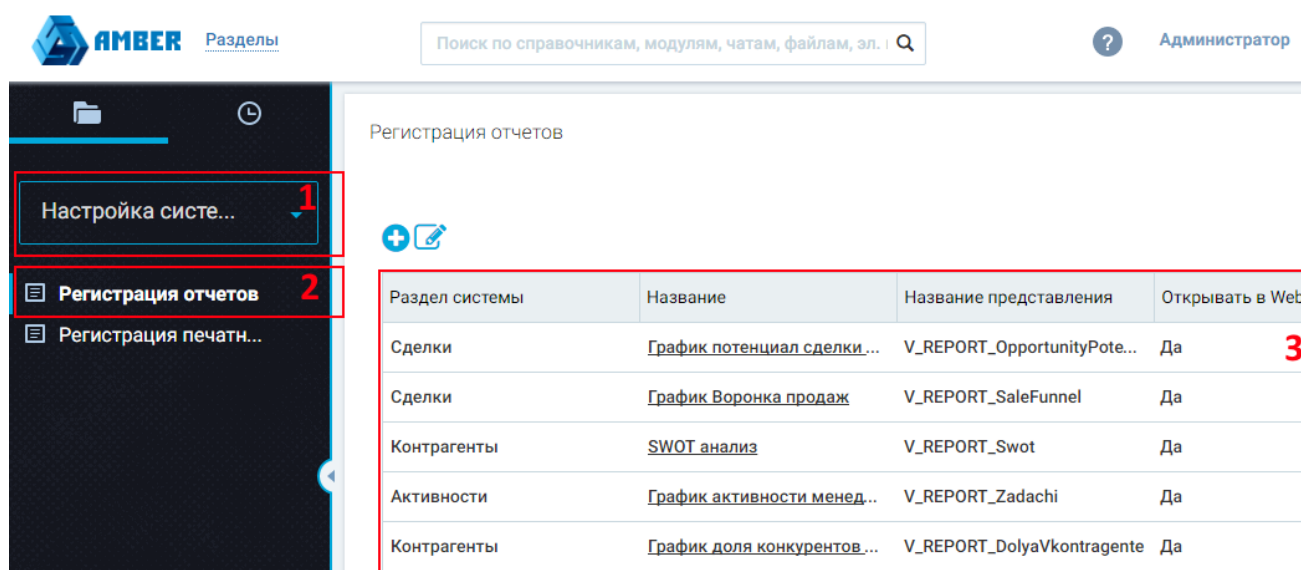 AMBER Разделы Поиск по справочникам, модулям, чатам, файлам, эл. ? Администратор
Регистрация отчетов
Настройка систе... 1
Регистрация отчетов 2
Регистрация печатн...
Раздел системы Название Название представления Открывать в Web
Сделки График потенциал сделки ... V_REPORT_OpportunityPote... Да 3
Сделки График Воронка продаж V_REPORT_SaleFunnel Да
Контрагенты SWOT анализ V_REPORT_Swot Да
Активности График активности менед... V_REPORT_Zadachi Да
Контрагенты График доля конкурентов ... V_REPORT_DolyaVkontragente Да